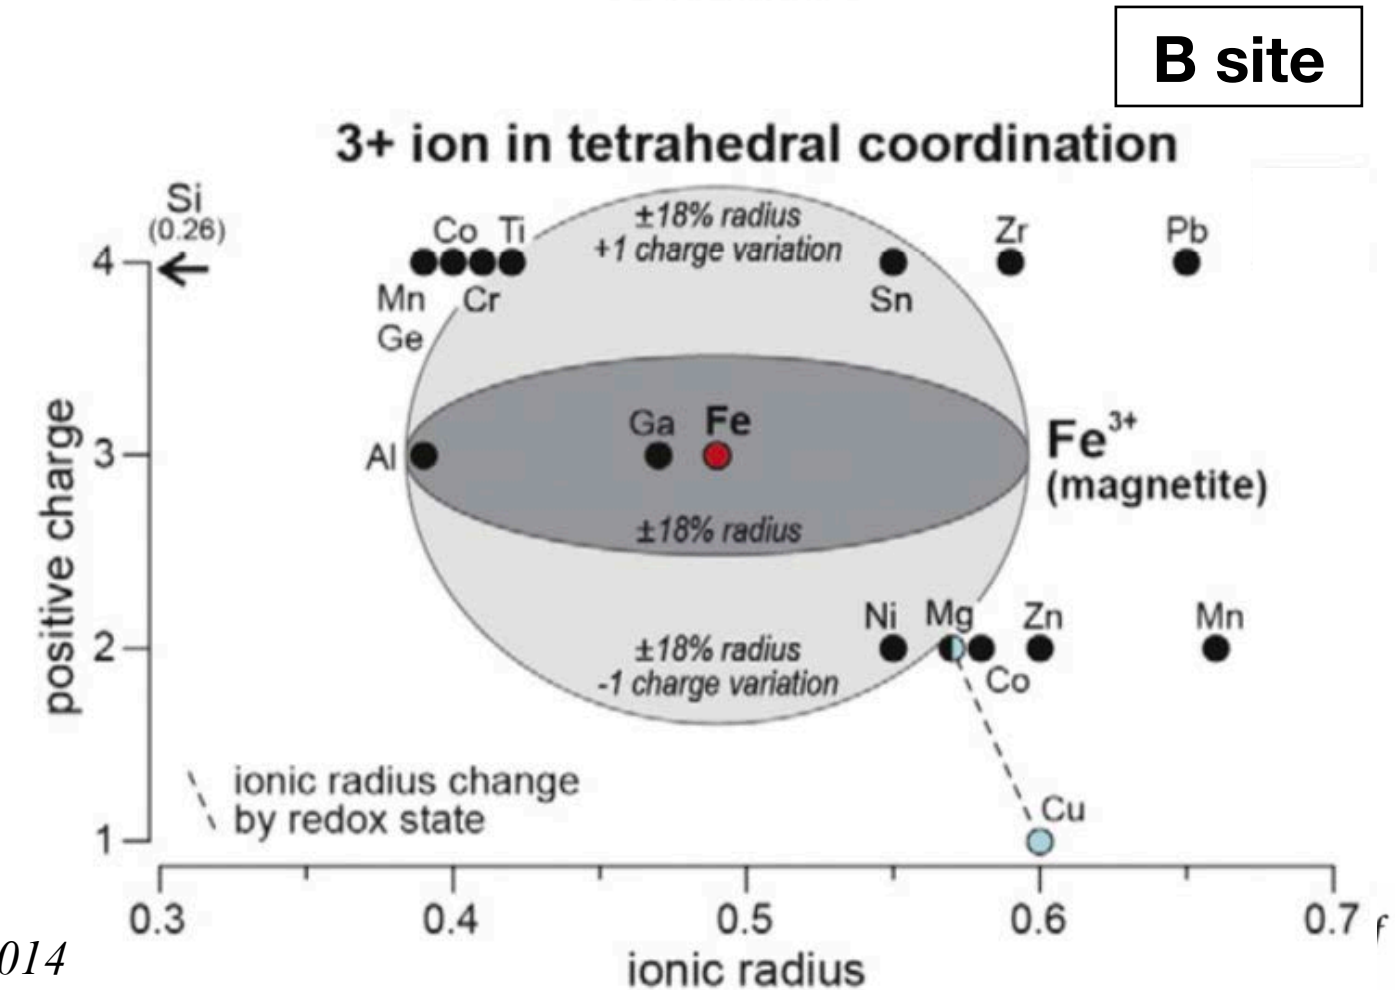 B site
3+ ion in tetrahedral coordination
Si
(0.26)
Co Ti
Mn Cr
Ge
±18% radius
+1 charge variation
Sn
Zr
Pb
4
3
2
1
positive charge
Al
Ga Fe
±18% radius
Fe3+
(magnetite)
±18% radius
-1 charge variation
Ni Mg Zn Mn
Co
Cu
ionic radius change
by redox state
0.3 0.4 0.5 0.6 0.7
ionic radius
014